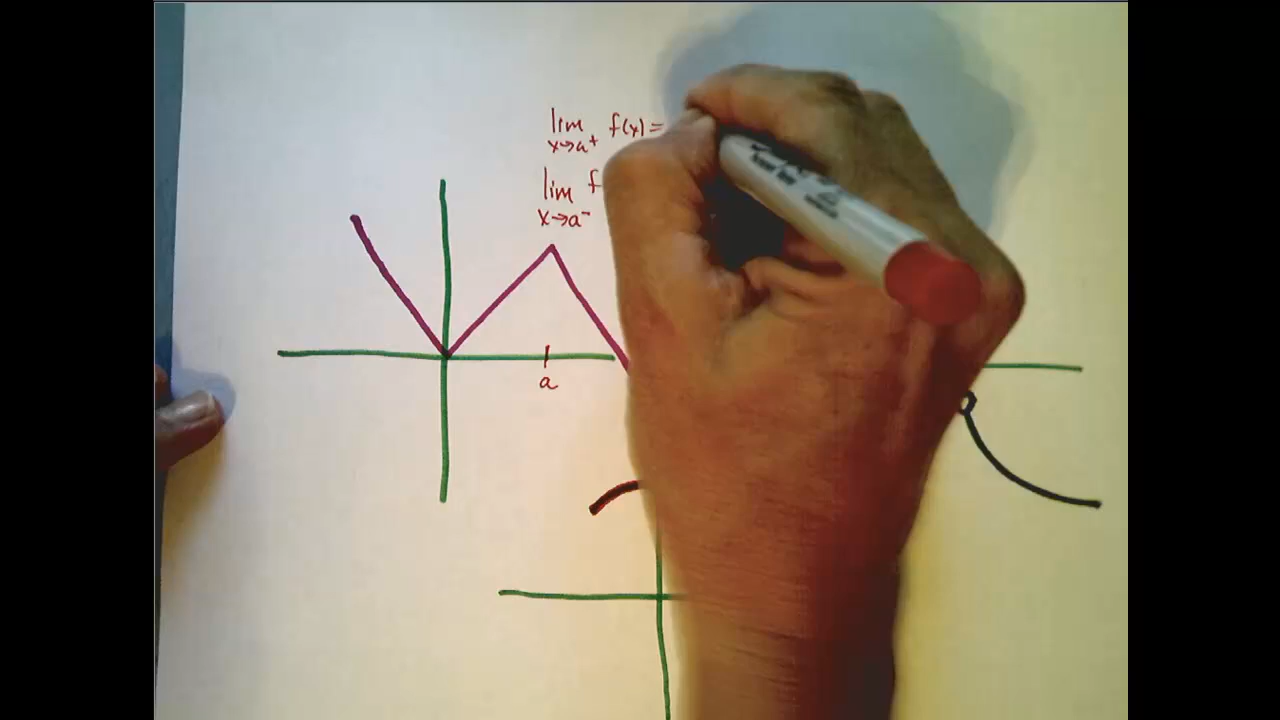 lim f(x) =
x→a⁺
lim f
x→a⁻
a